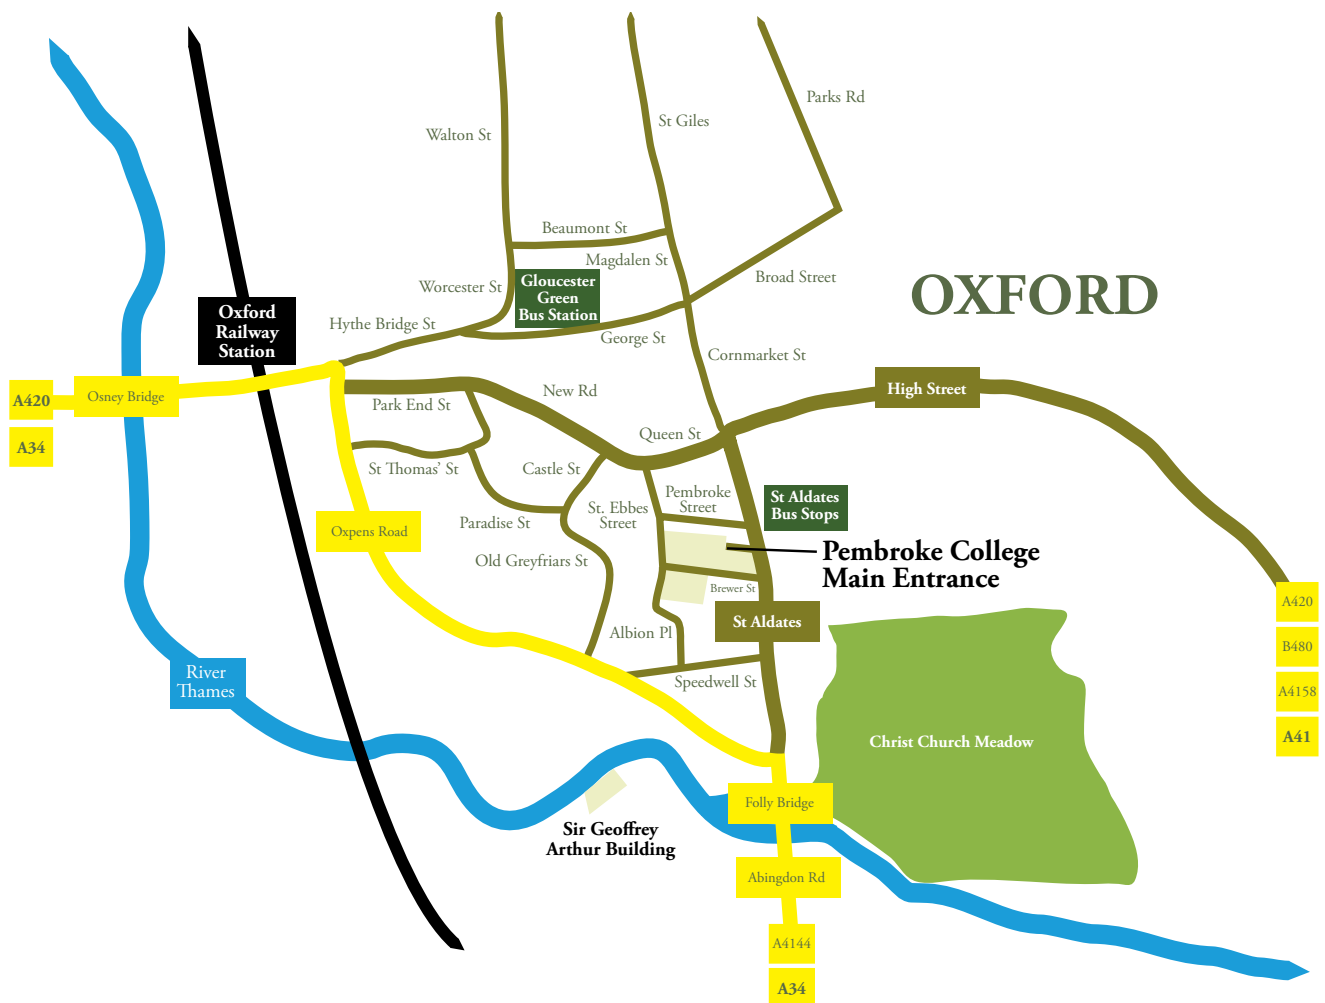 Parks Rd
St Giles
Walton St
Beaumont St
Magdalen St
Broad Street
Worcester St
Gloucester
Green
Bus Station
OXFORD
Oxford
Railway
Station
Hythe Bridge St
George St
Cornmarket St
High Street
A420
Osney Bridge
A34
Park End St
New Rd
Queen St
St Thomas' St
Castle St
Pembroke
Street
St Aldates
Bus Stops
St. Ebbes
Street
Paradise St
Oxpens Road
Old Greyfriars St
Pembroke College
Main Entrance
Brewer St
A420
St Aldates
Albion Pl
B480
River
Thames
Speedwell St
A4158
A41
Christ Church Meadow
Folly Bridge
Sir Geoffrey
Arthur Building
Abingdon Rd
A4144
A34